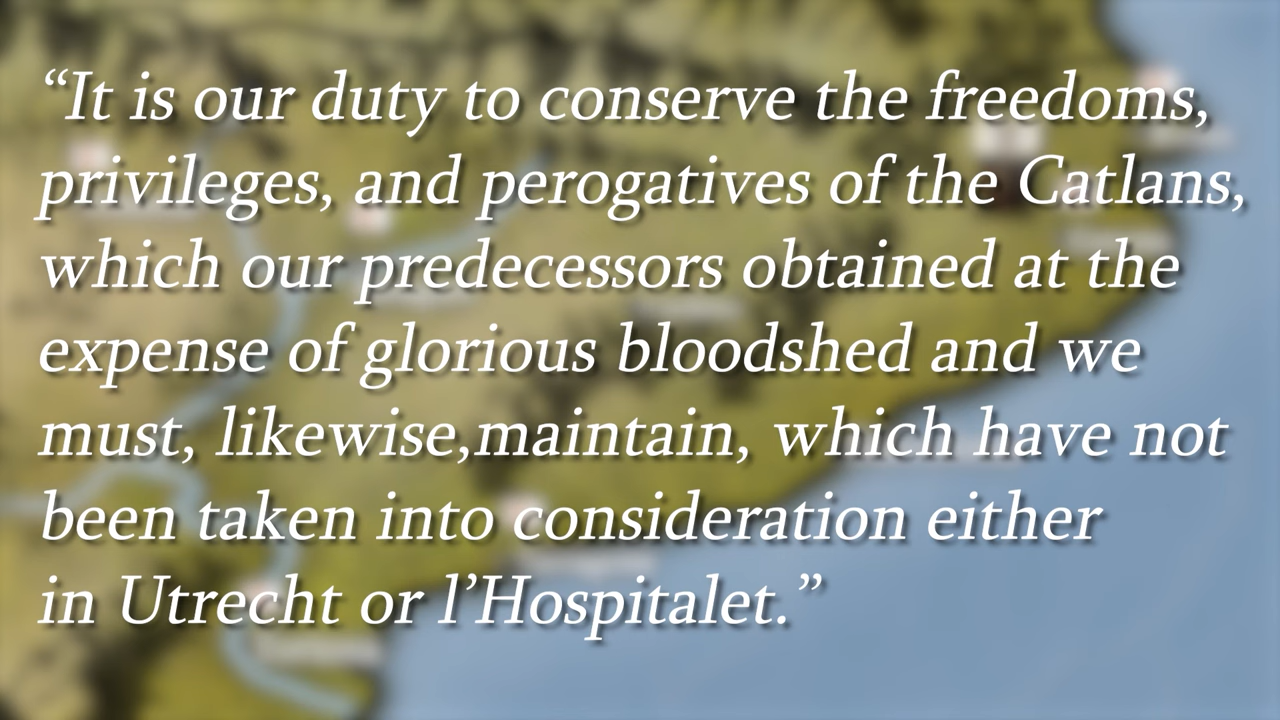 “It is our duty to conserve the freedoms,
privileges, and perogatives of the Catlans,
which our predecessors obtained at the
expense of glorious bloodshed and we
must, likewise,maintain, which have not
been taken into consideration either
in Utrecht or l’Hospitalet.”